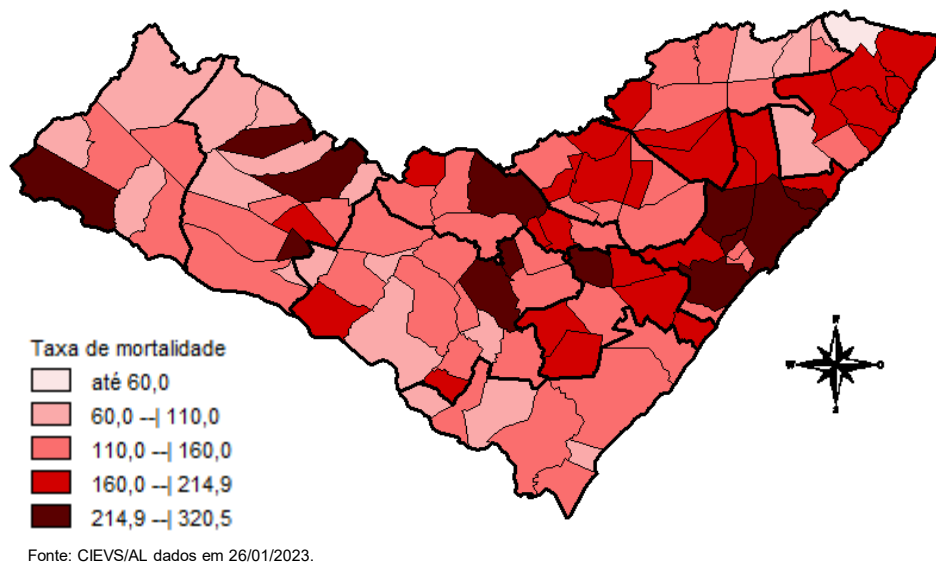 Taxa de mortalidade
até 60,0
60,0 --| 110,0
110,0 --| 160,0
160,0 --| 214,9
214,9 --| 320,5
N
W
O
S
Fonte: CIEVS/AL dados em 26/01/2023.